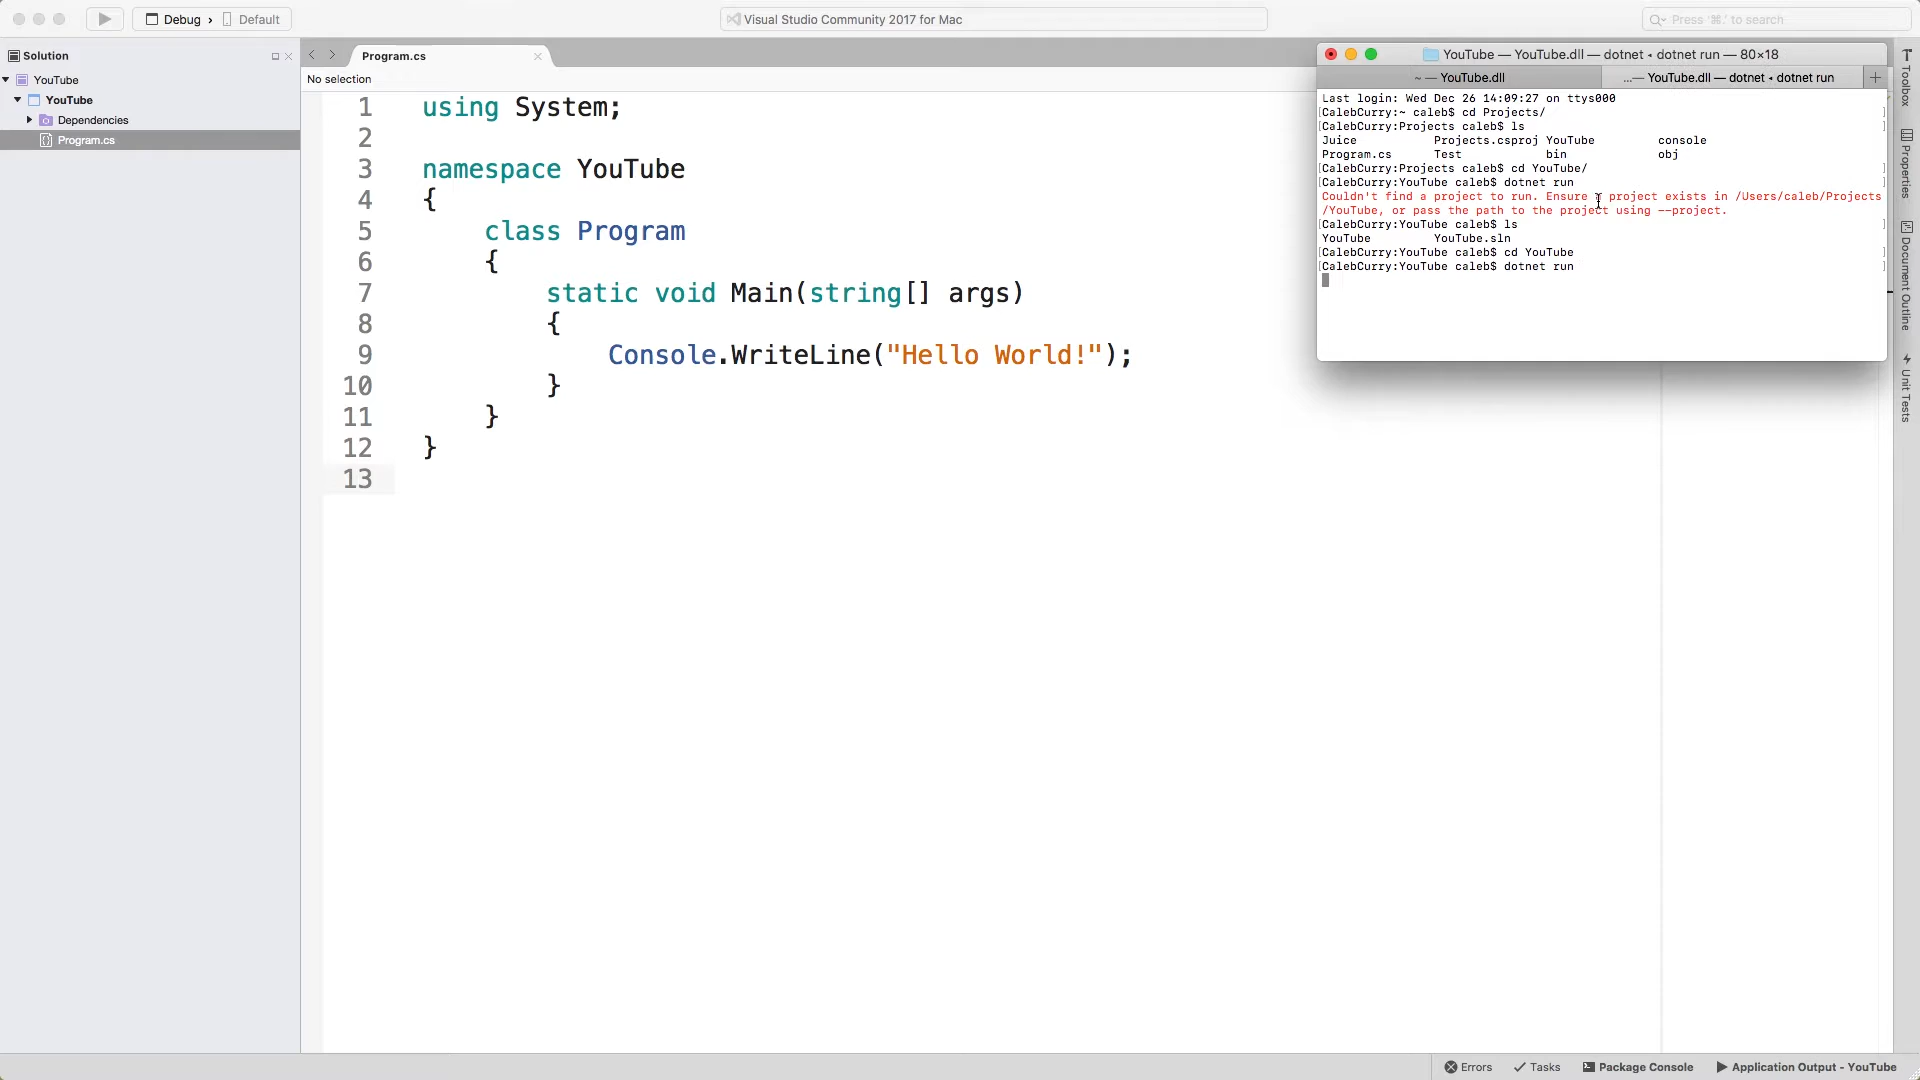 Debug › Default
Visual Studio Community 2017 for Mac
Press '⌘.' to search
Solution
YouTube
YouTube
Dependencies
Program.cs
Program.cs
No selection
1 using System;
2
3 namespace YouTube
4 {
5 class Program
6 {
7 static void Main(string[] args)
8 {
9 Console.WriteLine("Hello World!");
10 }
11 }
12 }
13
YouTube — YouTube.dll — dotnet ◂ dotnet run — 80×18
~ — YouTube.dll
...— YouTube.dll — dotnet ◂ dotnet run
Last login: Wed Dec 26 14:09:27 on ttys000
[CalebCurry:~ caleb$ cd Projects/ ]
[CalebCurry:Projects caleb$ ls ]
Juice Projects.csproj YouTube console
Program.cs Test bin obj
[CalebCurry:Projects caleb$ cd YouTube/ ]
[CalebCurry:YouTube caleb$ dotnet run ]
Couldn't find a project to run. Ensure a project exists in /Users/caleb/Projects
/YouTube, or pass the path to the project using --project.
[CalebCurry:YouTube caleb$ ls ]
YouTube YouTube.sln
[CalebCurry:YouTube caleb$ cd YouTube ]
[CalebCurry:YouTube caleb$ dotnet run ]
Toolbox
Properties
Document Outline
Unit Tests
Errors
Tasks
Package Console
Application Output - YouTube